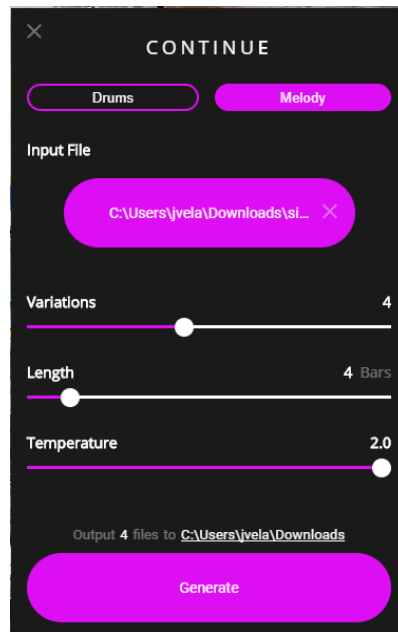 CONTINUE
Drums Melody
Input File
C:\Users\jvela\Downloads\si...
Variations 4
Length 4 Bars
Temperature 2.0
Output 4 files to C:\Users\jvela\Downloads
Generate